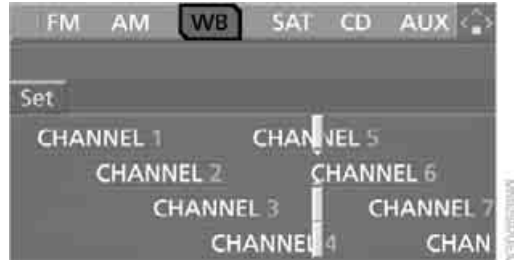 FM AM WB SAT CD AUX
Set
CHANNEL 1 CHANNEL 5
CHANNEL 2 CHANNEL 6
CHANNEL 3 CHANNEL 7
CHANNEL 4 CHAN